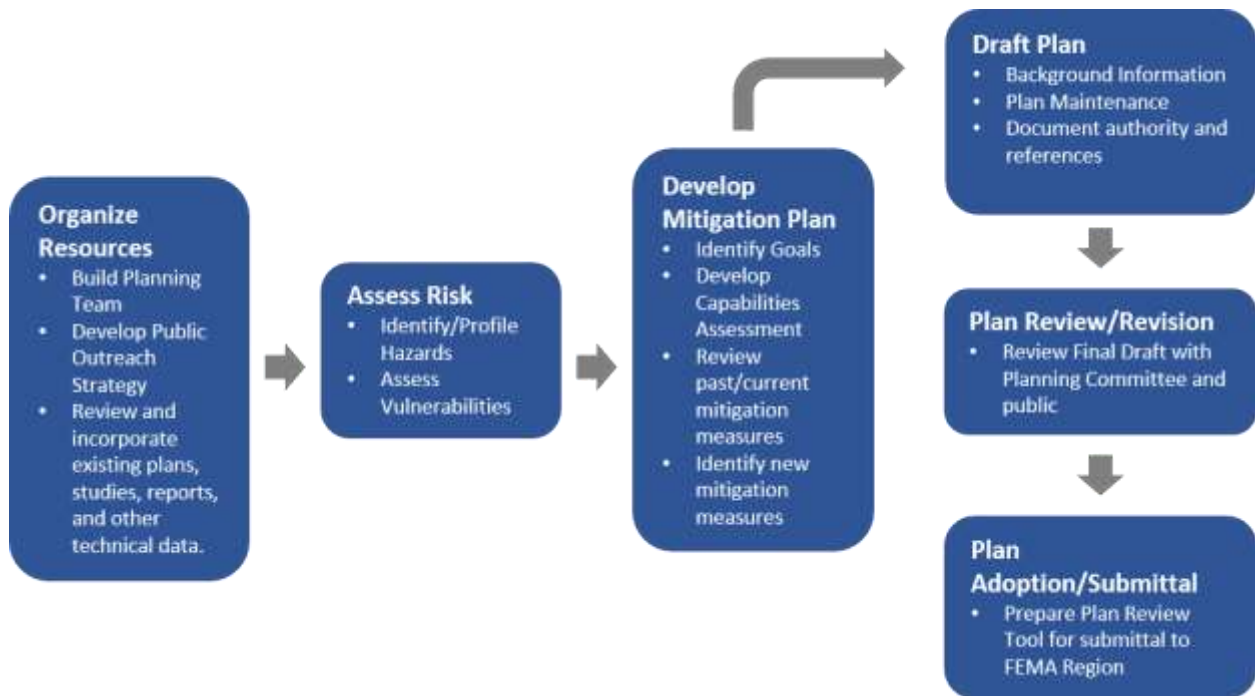 Organize
Resources
• Build Planning
Team
• Develop Public
Outreach
Strategy
• Review and
incorporate
existing plans,
studies, reports,
and other
technical data.
Assess Risk
• Identify/Profile
Hazards
• Assess
Vulnerabilities
Develop
Mitigation Plan
• Identify Goals
• Develop
Capabilities
Assessment
• Review
past/current
mitigation
measures
• Identify new
mitigation
measures
Draft Plan
• Background Information
• Plan Maintenance
• Document authority and
references
Plan Review/Revision
• Review Final Draft with
Planning Committee and
public
Plan
Adoption/Submittal
• Prepare Plan Review
Tool for submittal to
FEMA Region